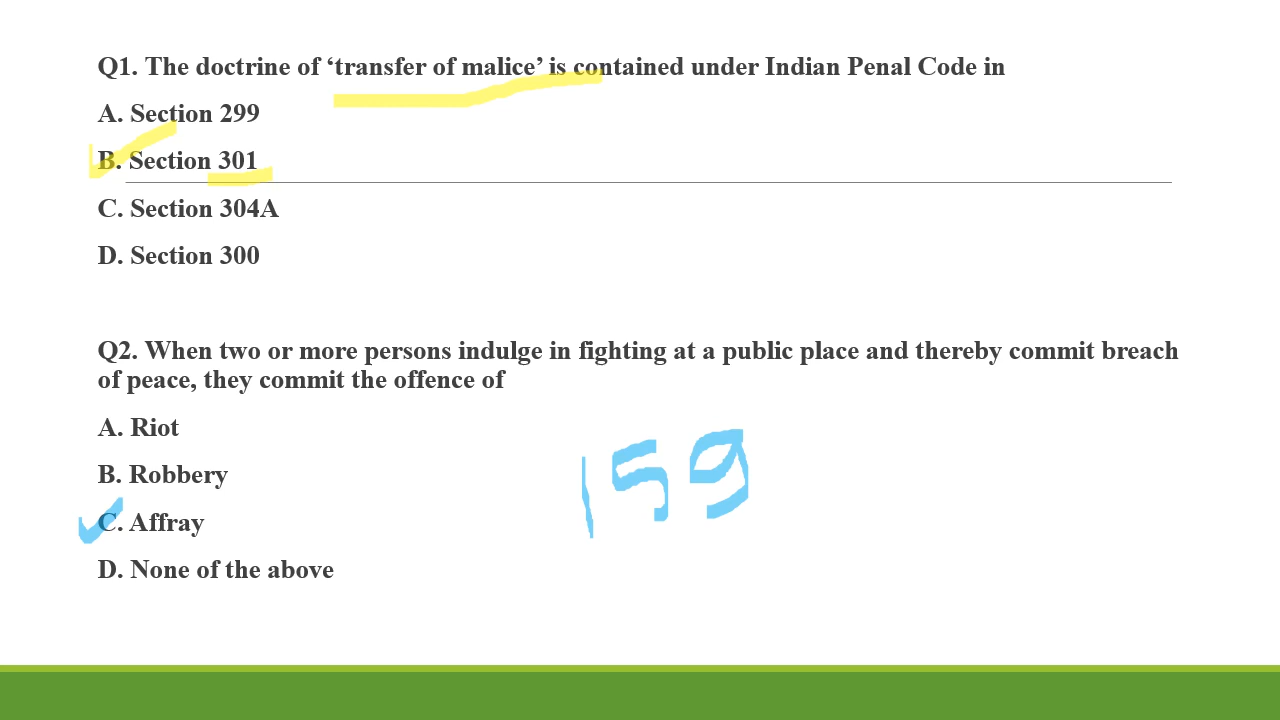 Q1. The doctrine of ‘transfer of malice’ is contained under Indian Penal Code in
A. Section 299
B. Section 301
C. Section 304A
D. Section 300
Q2. When two or more persons indulge in fighting at a public place and thereby commit breach
of peace, they commit the offence of
A. Riot
B. Robbery
C. Affray
D. None of the above
159